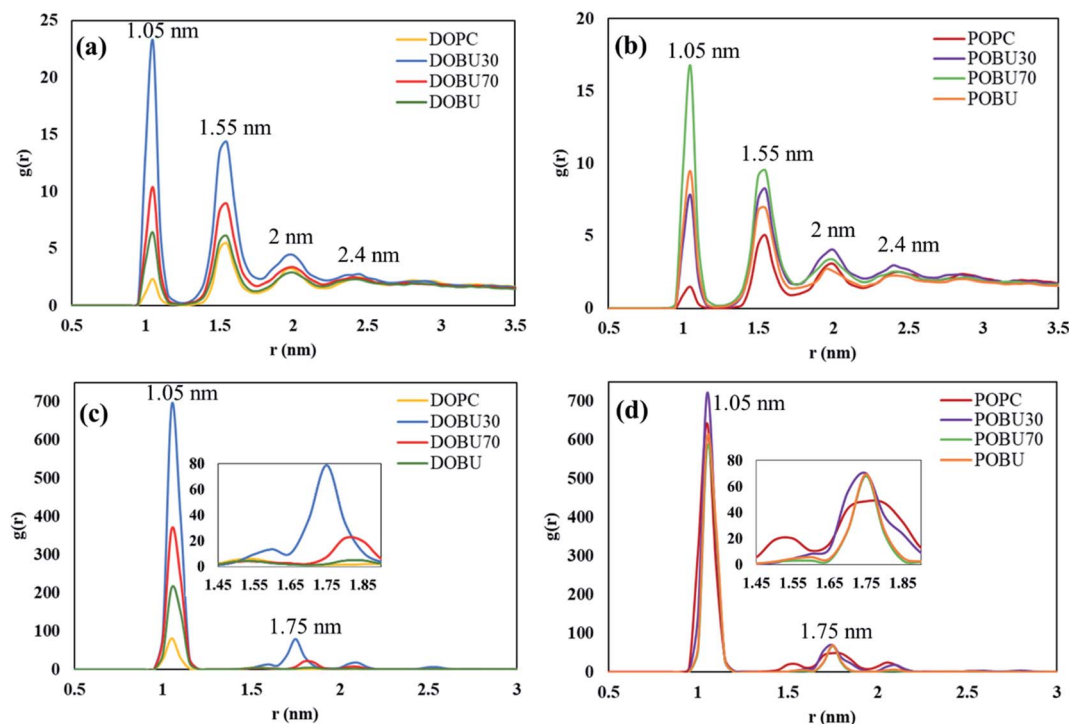 (a)
1.05 nm
1.55 nm
2 nm
2.4 nm
DOPC
DOBU30
DOBU70
DOBU
g(r)
25
20
15
10
5
0
0.5 1 1.5 2 2.5 3 3.5
r (nm)
(b)
1.05 nm
1.55 nm
2 nm
2.4 nm
POPC
POBU30
POBU70
POBU
g(r)
20
15
10
5
0
0.5 1 1.5 2 2.5 3 3.5
r (nm)
(c)
1.05 nm
1.75 nm
DOPC
DOBU30
DOBU70
DOBU
g(r)
700
600
500
400
300
200
100
0
0.5 1 1.5 2 2.5 3
r (nm)
80
60
40
20
0
1.45 1.55 1.65 1.75 1.85
(d)
1.05 nm
1.75 nm
POPC
POBU30
POBU70
POBU
g(r)
700
600
500
400
300
200
100
0
0.5 1 1.5 2 2.5 3
r (nm)
80
60
40
20
0
1.45 1.55 1.65 1.75 1.85